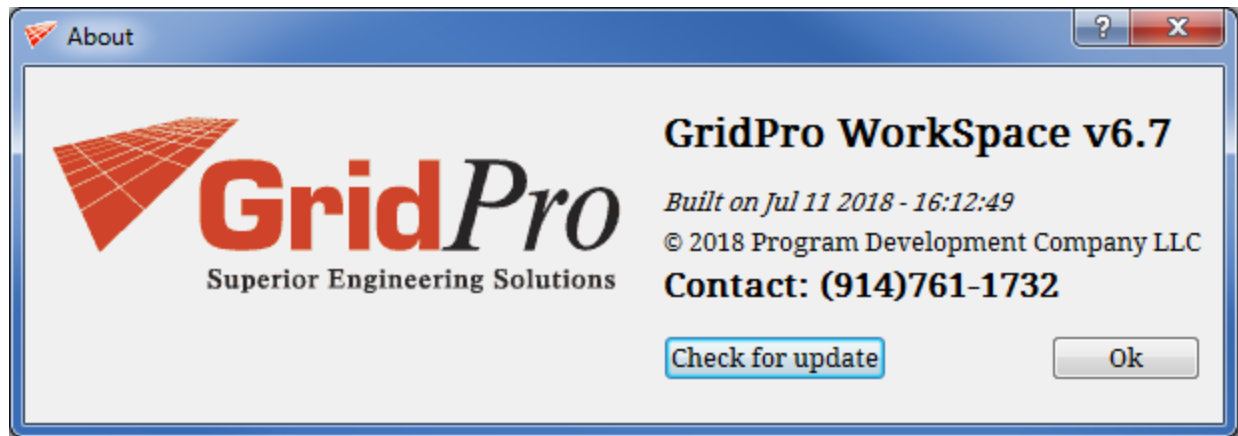 About
GridPro
Superior Engineering Solutions
GridPro WorkSpace v6.7
Built on Jul 11 2018 - 16:12:49
© 2018 Program Development Company LLC
Contact: (914)761-1732
Check for update
Ok